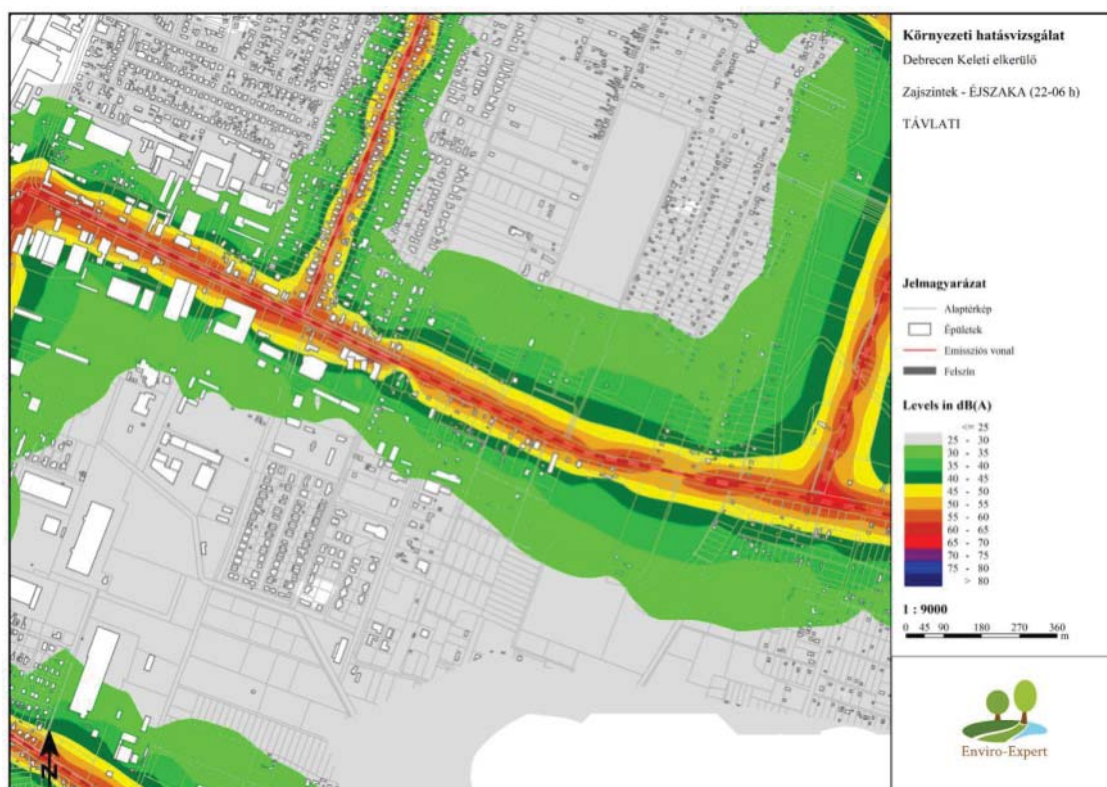 Környezeti hatásvizsgálat
Debrecen Keleti elkerülő
Zajszintek - ÉJSZAKA (22-06 h)
TÁVLATI
Jelmagyarázat
Alaptérkép
Épületek
Emissziós vonal
Felszín
Levels in dB(A)
<= 25
25 - 30
30 - 35
35 - 40
40 - 45
45 - 50
50 - 55
55 - 60
60 - 65
65 - 70
70 - 75
75 - 80
> 80
1 : 9000
0 45 90 180 270 360
m
Enviro-Expert
N